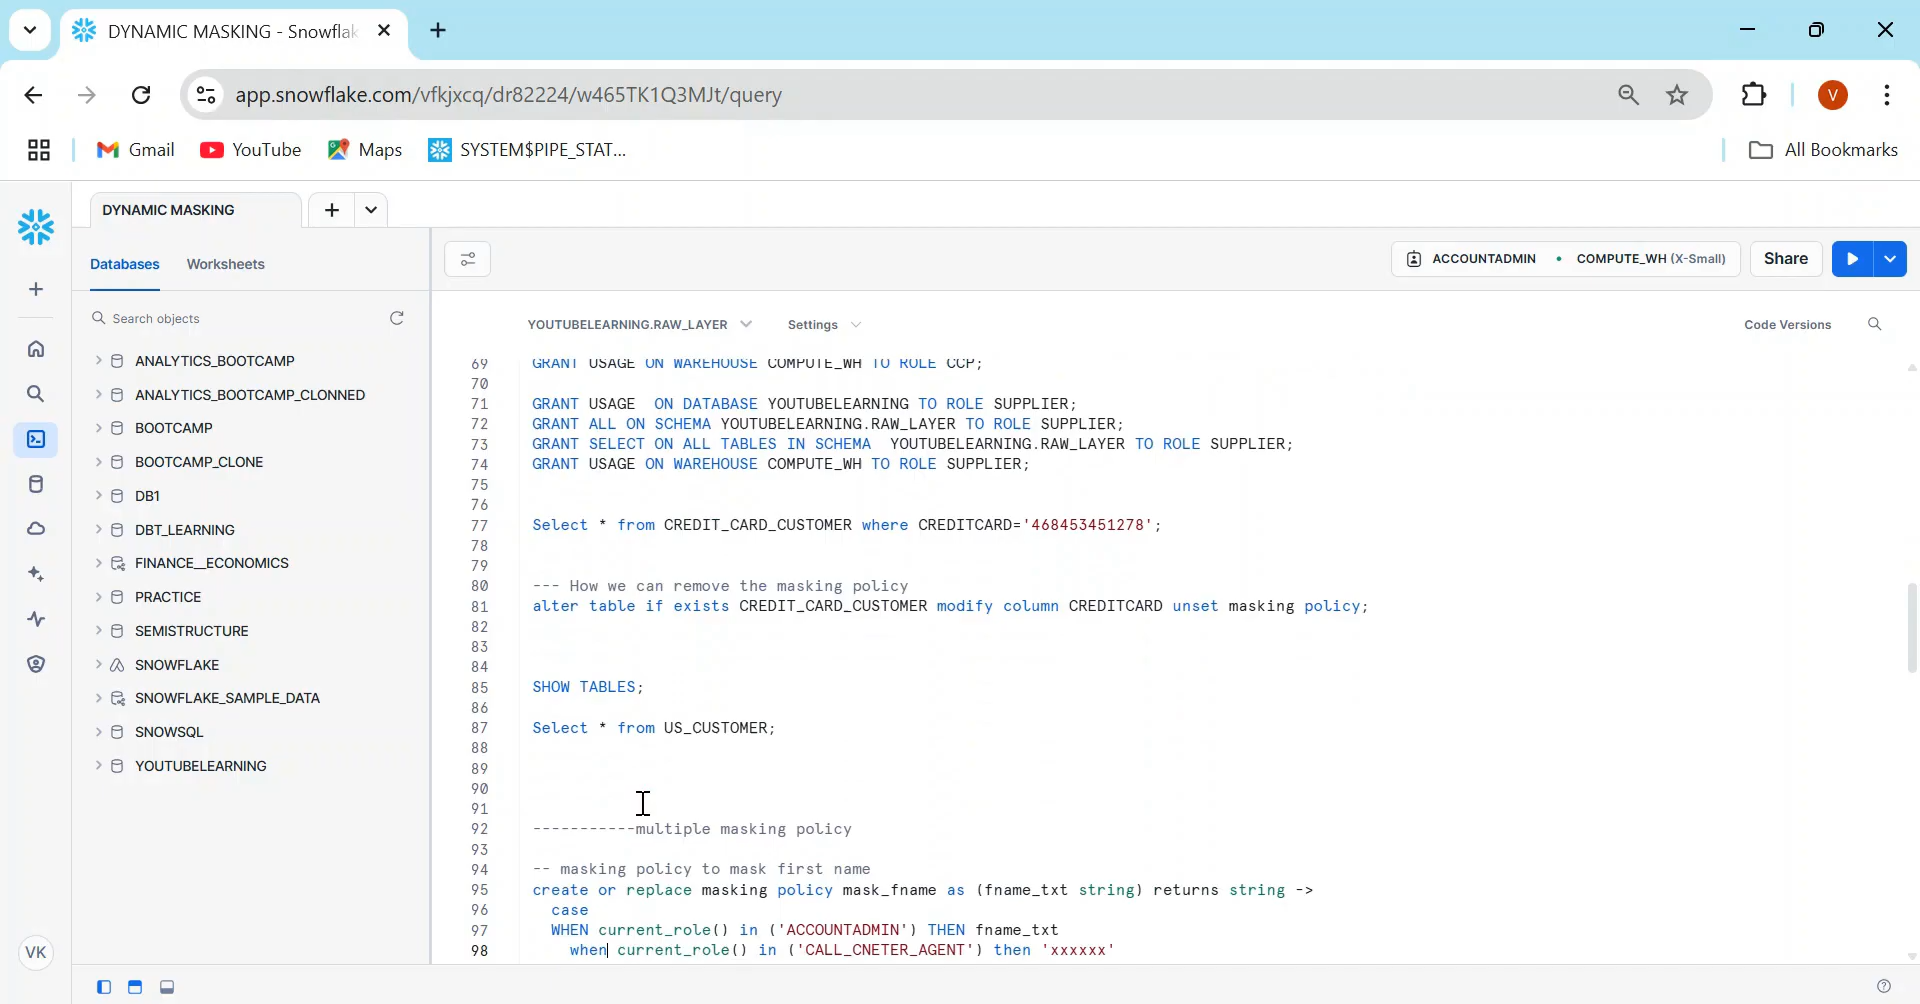 DYNAMIC MASKING - Snowflak
app.snowflake.com/vfkjxcq/dr82224/w465TK1Q3MJt/query
V
Gmail
YouTube
Maps
SYSTEM$PIPE_STAT...
All Bookmarks
DYNAMIC MASKING
Databases
Worksheets
ACCOUNTADMIN • COMPUTE_WH (X-Small)
Share
Search objects
YOUTUBELEARNING.RAW_LAYER
Settings
Code Versions
ANALYTICS_BOOTCAMP
ANALYTICS_BOOTCAMP_CLONNED
BOOTCAMP
BOOTCAMP_CLONE
DB1
DBT_LEARNING
FINANCE__ECONOMICS
PRACTICE
SEMISTRUCTURE
SNOWFLAKE
SNOWFLAKE_SAMPLE_DATA
SNOWSQL
YOUTUBELEARNING
VK
69 GRANT USAGE ON WAREHOUSE COMPUTE_WH TO ROLE CCP;
70
71 GRANT USAGE  ON DATABASE YOUTUBELEARNING TO ROLE SUPPLIER;
72 GRANT ALL ON SCHEMA YOUTUBELEARNING.RAW_LAYER TO ROLE SUPPLIER;
73 GRANT SELECT ON ALL TABLES IN SCHEMA  YOUTUBELEARNING.RAW_LAYER TO ROLE SUPPLIER;
74 GRANT USAGE ON WAREHOUSE COMPUTE_WH TO ROLE SUPPLIER;
75
76
77 Select * from CREDIT_CARD_CUSTOMER where CREDITCARD='468453451278';
78
79
80 --- How we can remove the masking policy
81 alter table if exists CREDIT_CARD_CUSTOMER modify column CREDITCARD unset masking policy;
82
83
84
85 SHOW TABLES;
86
87 Select * from US_CUSTOMER;
88
89
90
91
92 -----------multiple masking policy
93
94 -- masking policy to mask first name
95 create or replace masking policy mask_fname as (fname_txt string) returns string ->
96 case
97 WHEN current_role() in ('ACCOUNTADMIN') THEN fname_txt
98 when current_role() in ('CALL_CNETER_AGENT') then 'xxxxxx'